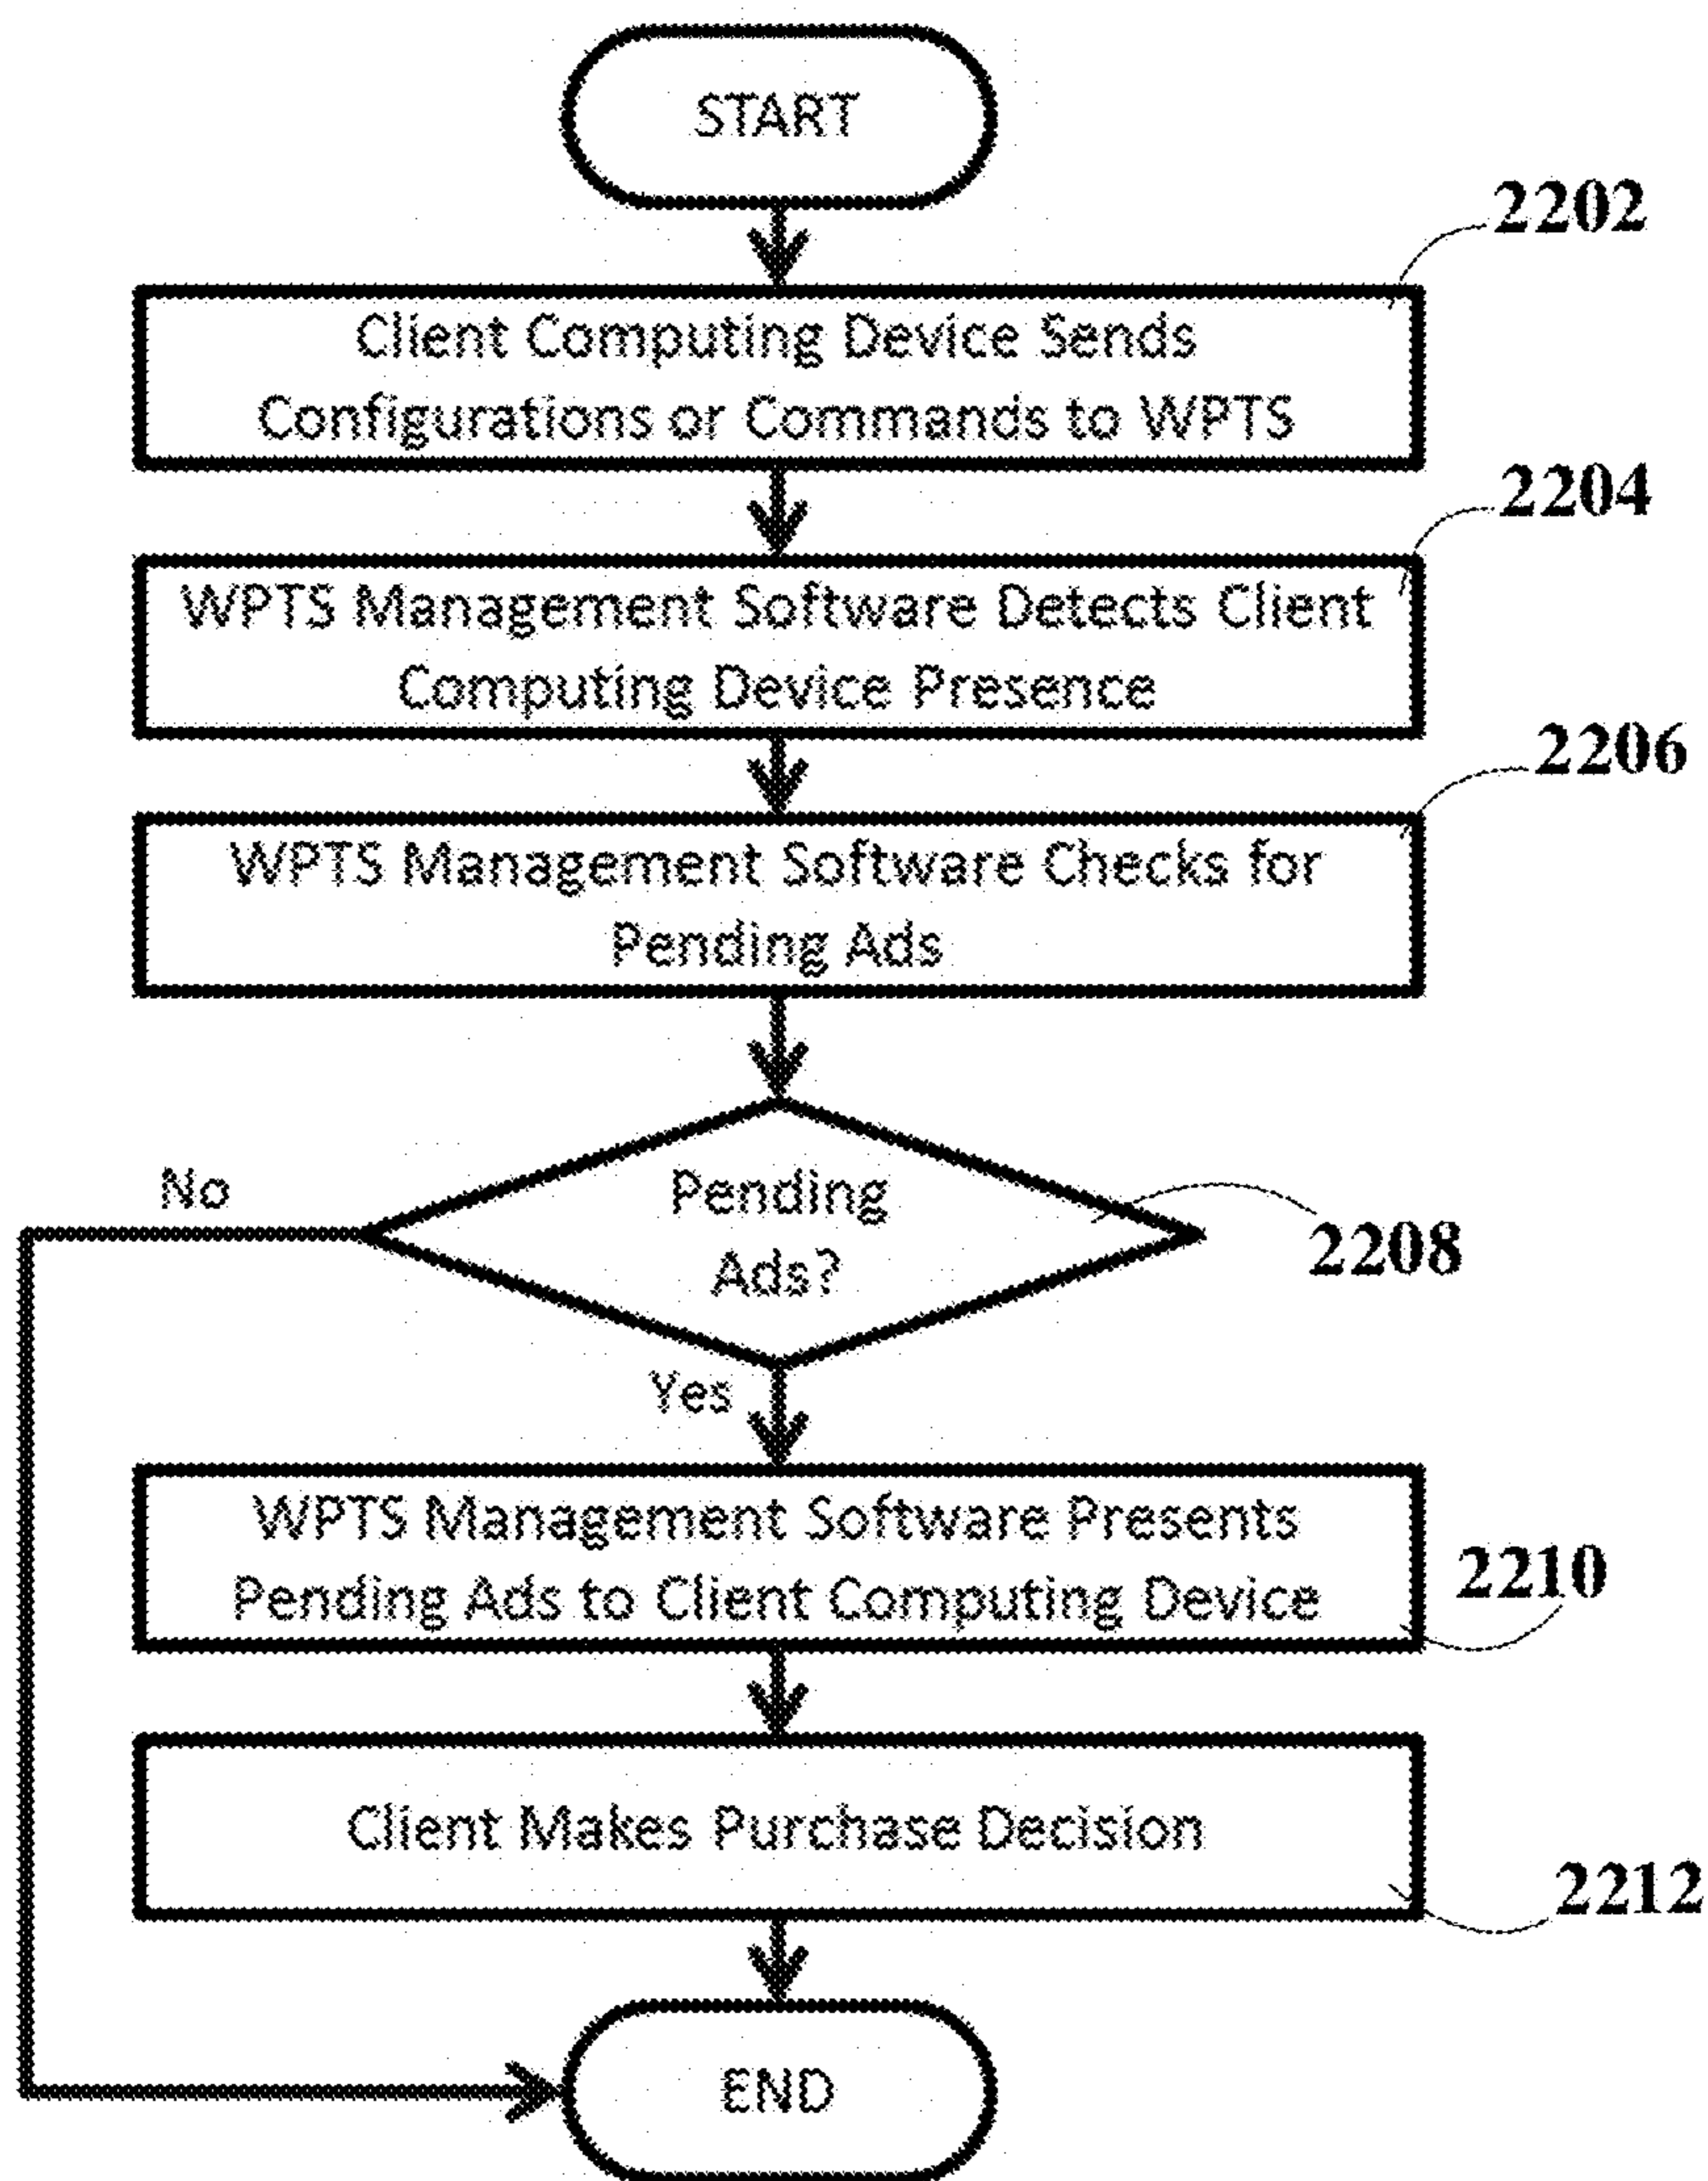 START
2202
Client Computing Device Sends
Configurations or Commands to WPTS
2204
WPTS Management Software Detects Client
Computing Device Presence
2206
WPTS Management Software Checks for
Pending Ads
No
Pending
Ads?
2208
Yes
WPTS Management Software Presents
Pending Ads to Client Computing Device
2210
Client Makes Purchase Decision
2212
END